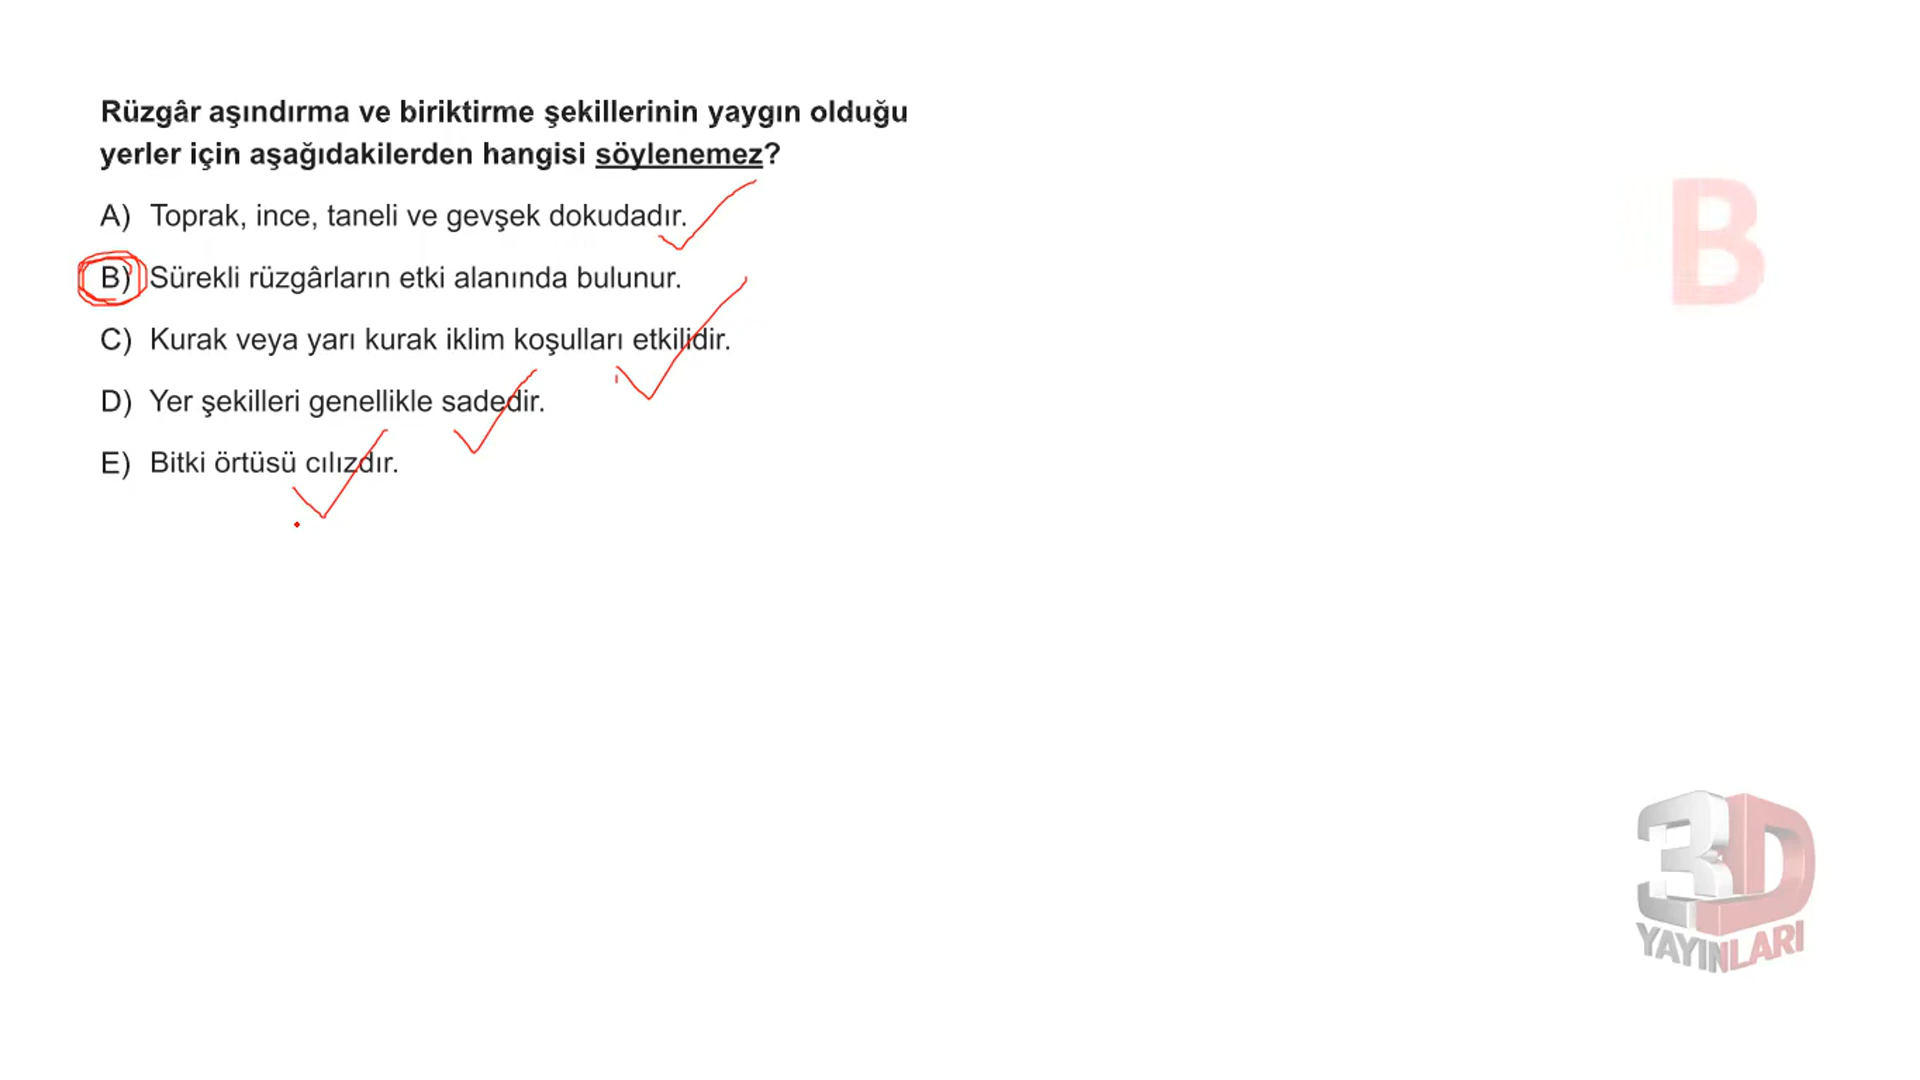 Rüzgâr aşındırma ve biriktirme şekillerinin yaygın olduğu
yerler için aşağıdakilerden hangisi söylenemez?
A) Toprak, ince, taneli ve gevşek dokudadır.
B) Sürekli rüzgârların etki alanında bulunur.
C) Kurak veya yarı kurak iklim koşulları etkilidir.
D) Yer şekilleri genellikle sadedir.
E) Bitki örtüsü cılızdır.
B
3D
YAYINLARI